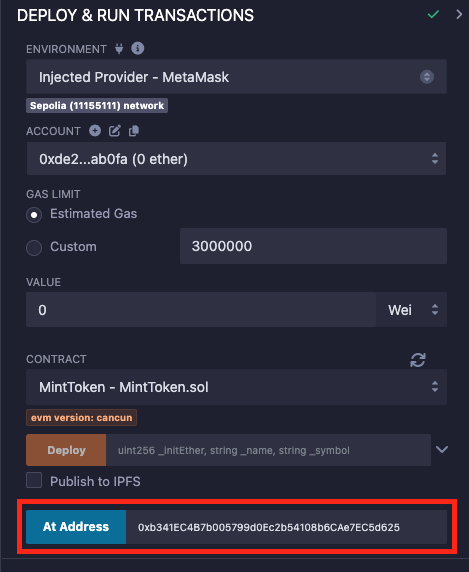 DEPLOY & RUN TRANSACTIONS
ENVIRONMENT
Injected Provider - MetaMask
Sepolia (11155111) network
ACCOUNT
0xde2...ab0fa (0 ether)
GAS LIMIT
Estimated Gas
Custom 3000000
VALUE
0 Wei
CONTRACT
MintToken - MintToken.sol
evm version: cancun
Deploy uint256 _initEther, string _name, string _symbol
Publish to IPFS
At Address 0xb341EC4B7b005799d0Ec2b54108b6CAe7EC5d625